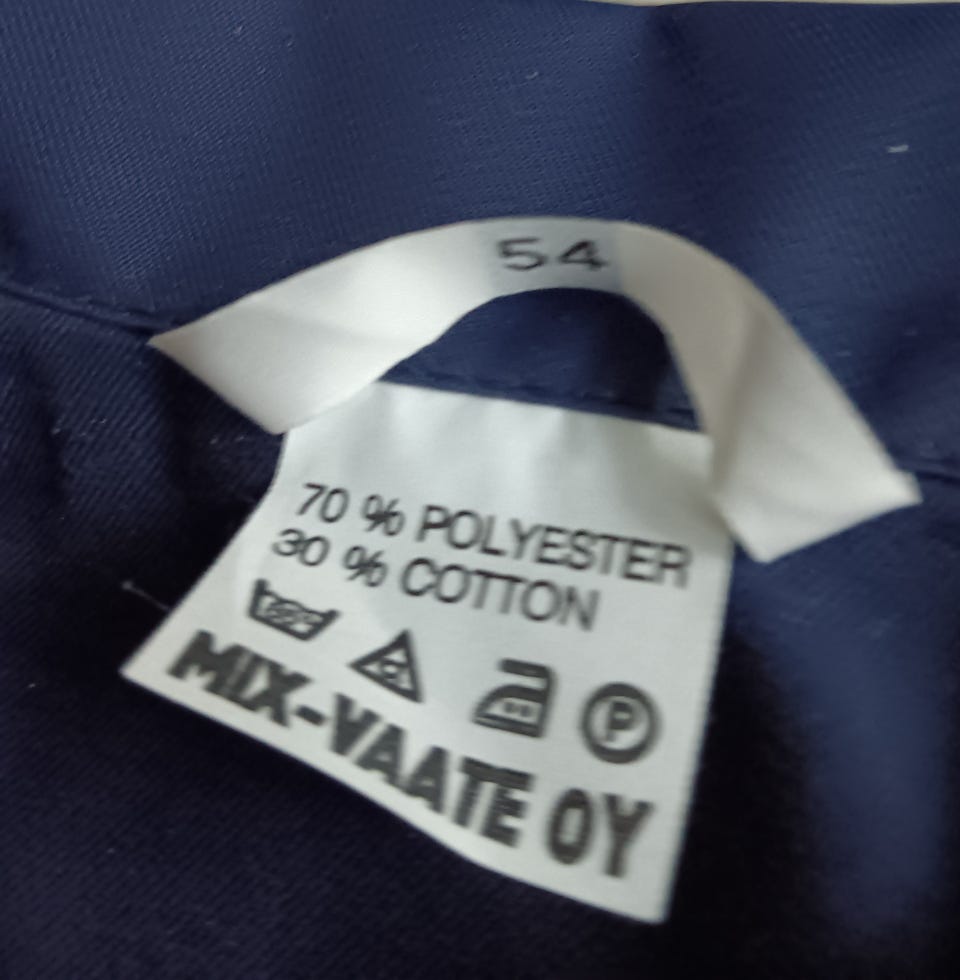 54
70 % POLYESTER
30 % COTTON
P
MIX-VAATE OY